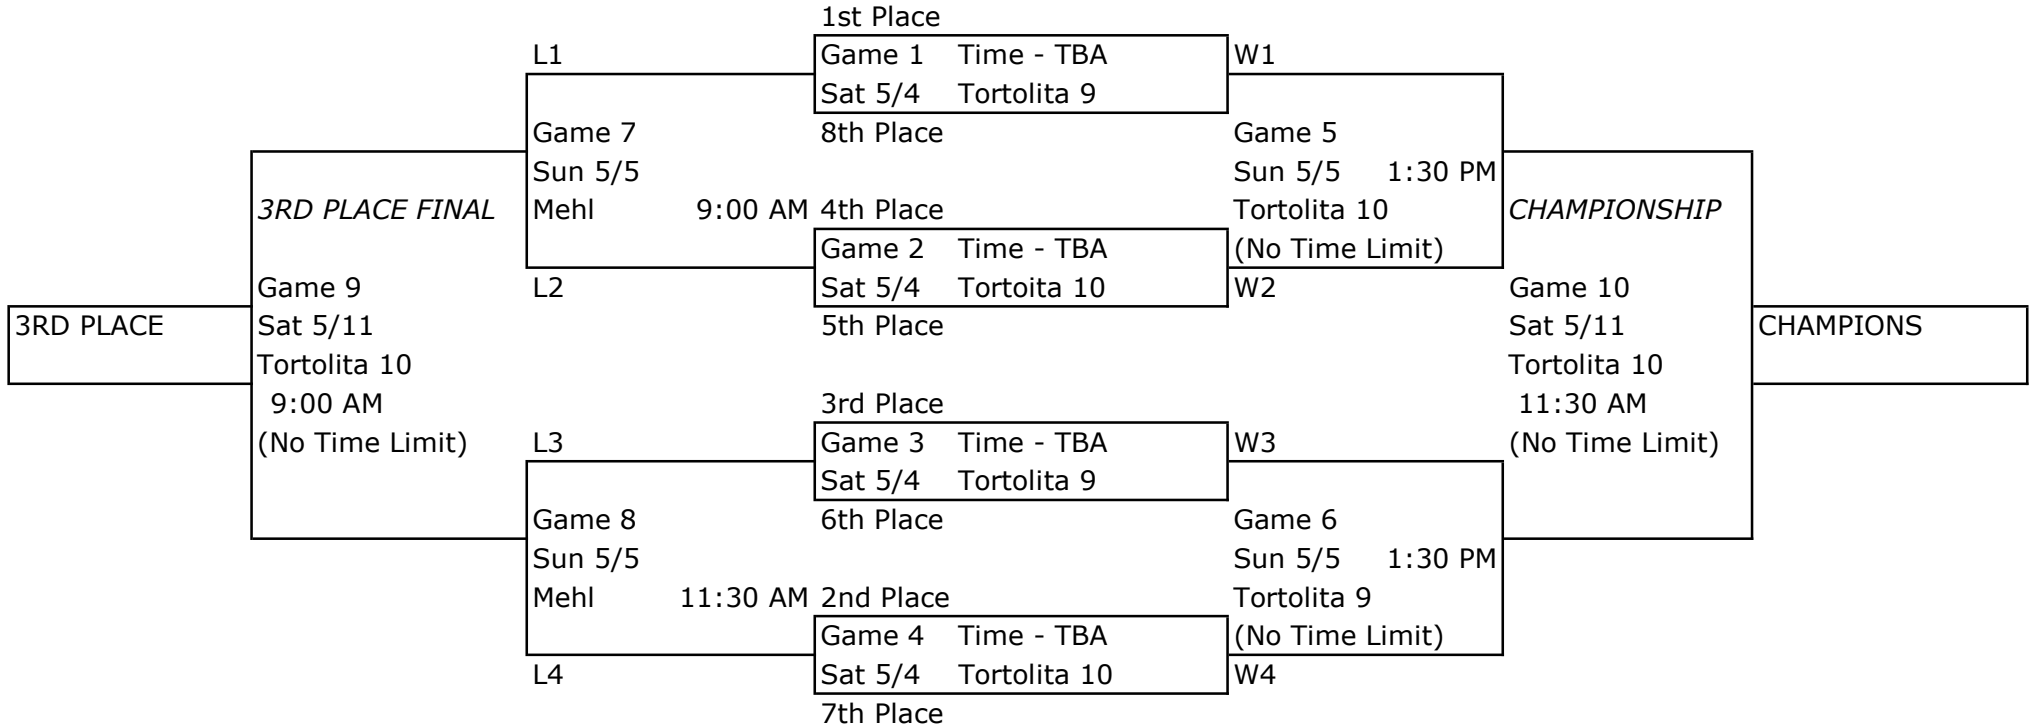 1st Place
L1 Game 1 Time - TBA W1
Sat 5/4 Tortolita 9
Game 7 8th Place Game 5
Sun 5/5 Sun 5/5 1:30 PM
3RD PLACE FINAL Mehl 9:00 AM 4th Place Tortolita 10 CHAMPIONSHIP
Game 2 Time - TBA (No Time Limit)
Game 9 L2 Sat 5/4 Tortoita 10 W2 Game 10
3RD PLACE Sat 5/11 5th Place Sat 5/11 CHAMPIONS
Tortolita 10 Tortolita 10
9:00 AM 3rd Place 11:30 AM
(No Time Limit) L3 Game 3 Time - TBA W3 (No Time Limit)
Sat 5/4 Tortolita 9
Game 8 6th Place Game 6
Sun 5/5 Sun 5/5 1:30 PM
Mehl 11:30 AM 2nd Place Tortolita 9
Game 4 Time - TBA (No Time Limit)
L4 Sat 5/4 Tortolita 10 W4
7th Place